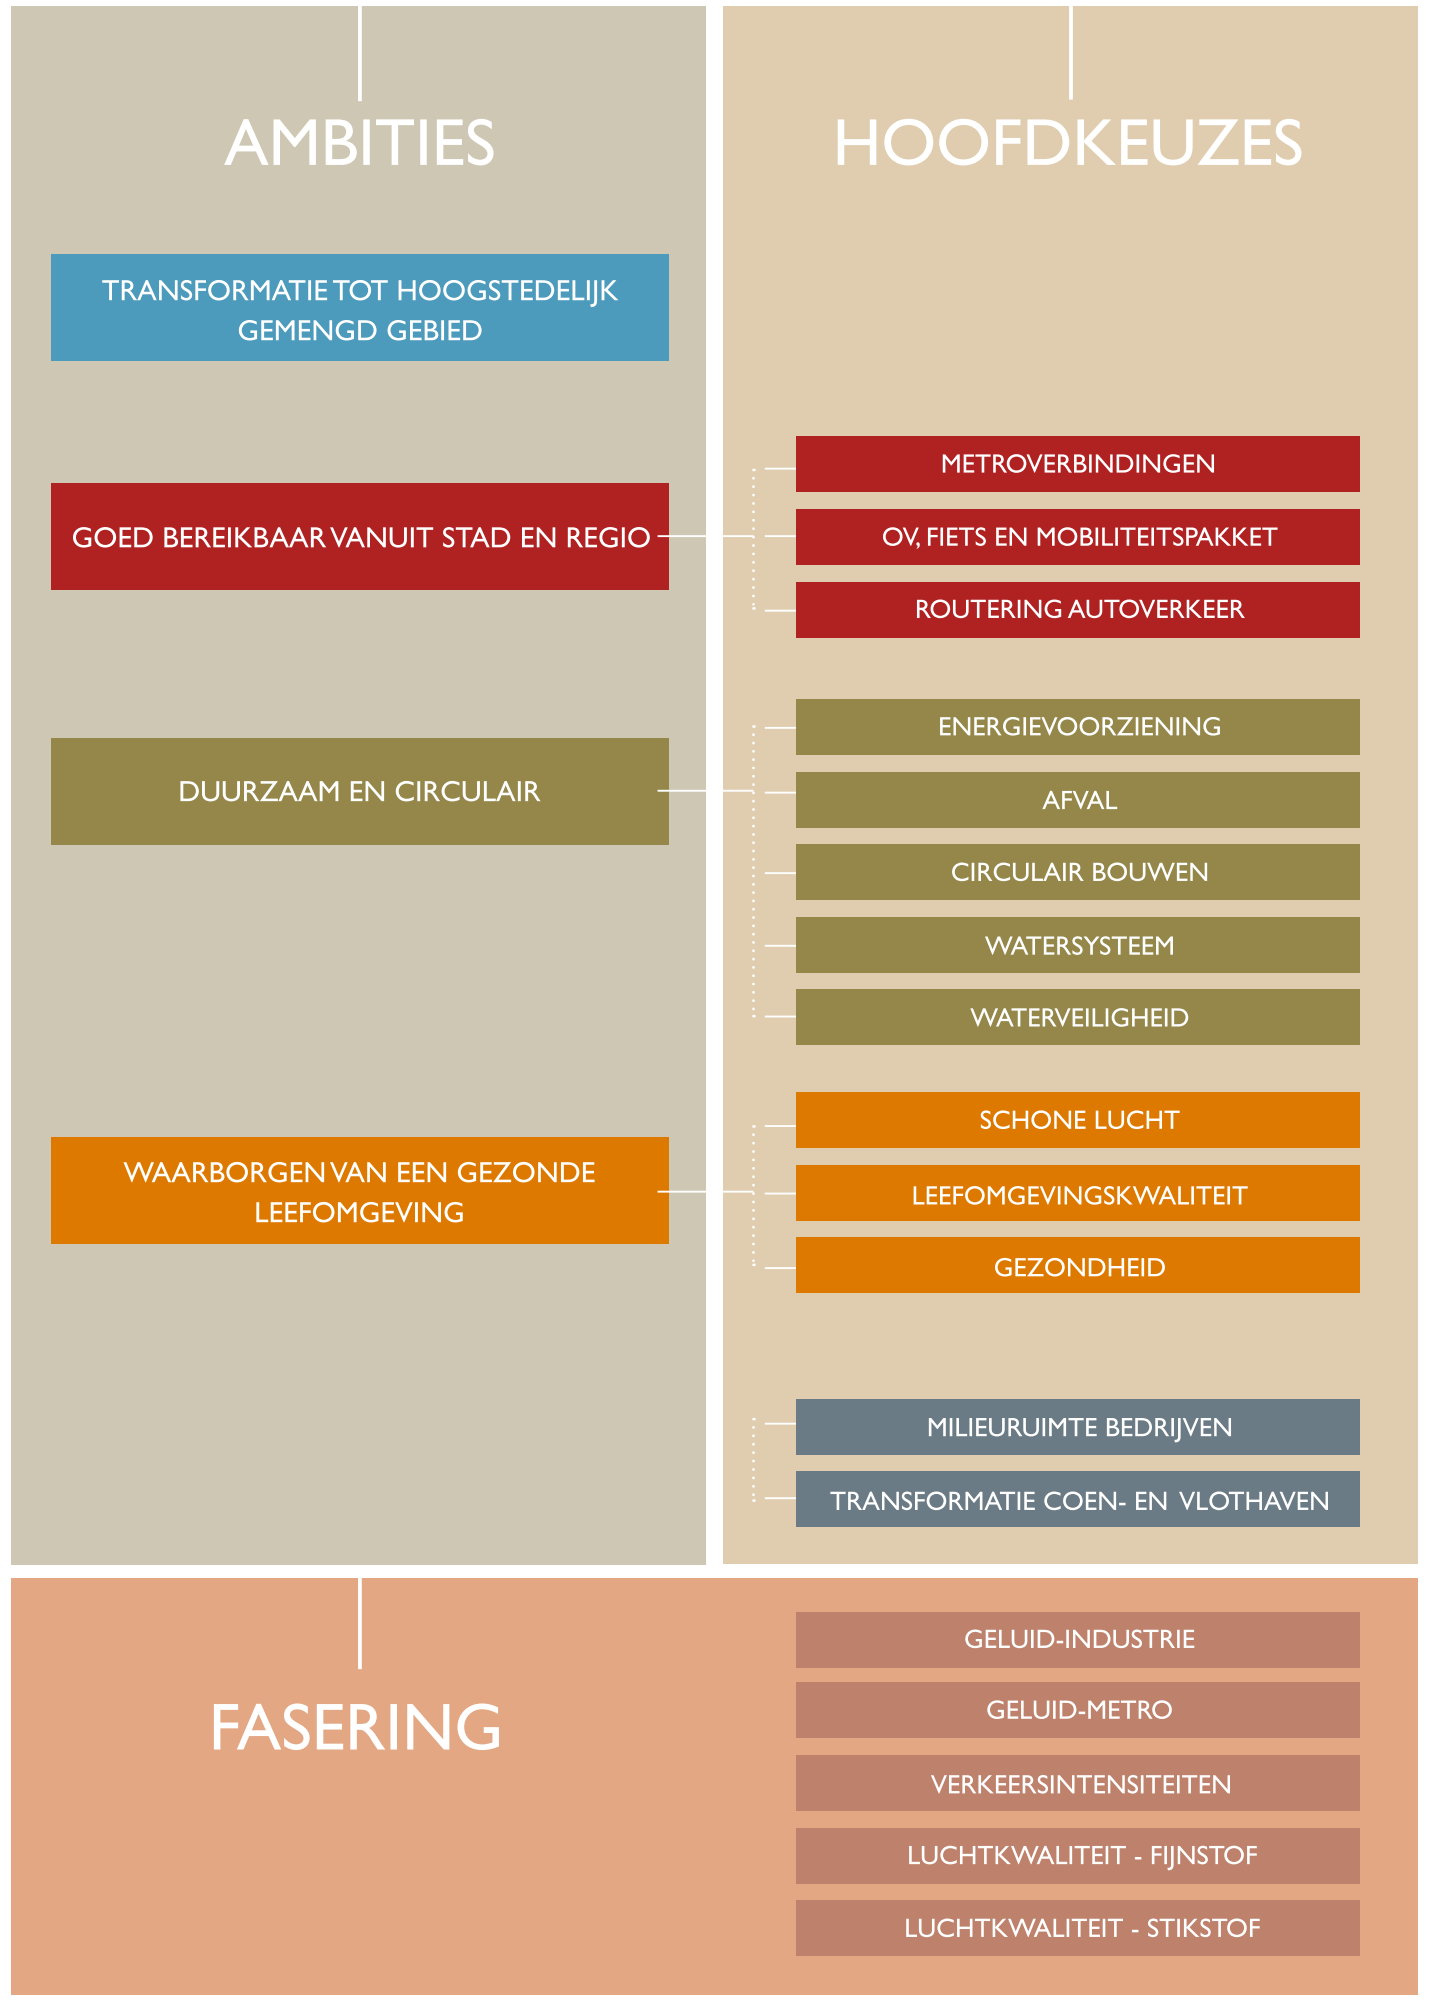 AMBITIES
HOOFDKEUZES
TRANSFORMATIE TOT HOOGSTEDELIJK
GEMENGD GEBIED
GOED BEREIKBAAR VANUIT STAD EN REGIO
METROVERBINDINGEN
OV, FIETS EN MOBILITEITSPAKKET
ROUTERING AUTOVERKEER
DUURZAAM EN CIRCULAIR
ENERGIEVOORZIENING
AFVAL
CIRCULAIR BOUWEN
WATERSYSTEEM
WATERVEILIGHEID
WAARBORGEN VAN EEN GEZONDE
LEEFOMGEVING
SCHONE LUCHT
LEEFOMGEVINGSKWALITEIT
GEZONDHEID
MILIEURUIMTE BEDRIJVEN
TRANSFORMATIE COEN- EN VLOTHAVEN
FASERING
GELUID-INDUSTRIE
GELUID-METRO
VERKEERSINTENSITEITEN
LUCHTKWALITEIT - FIJNSTOF
LUCHTKWALITEIT - STIKSTOF